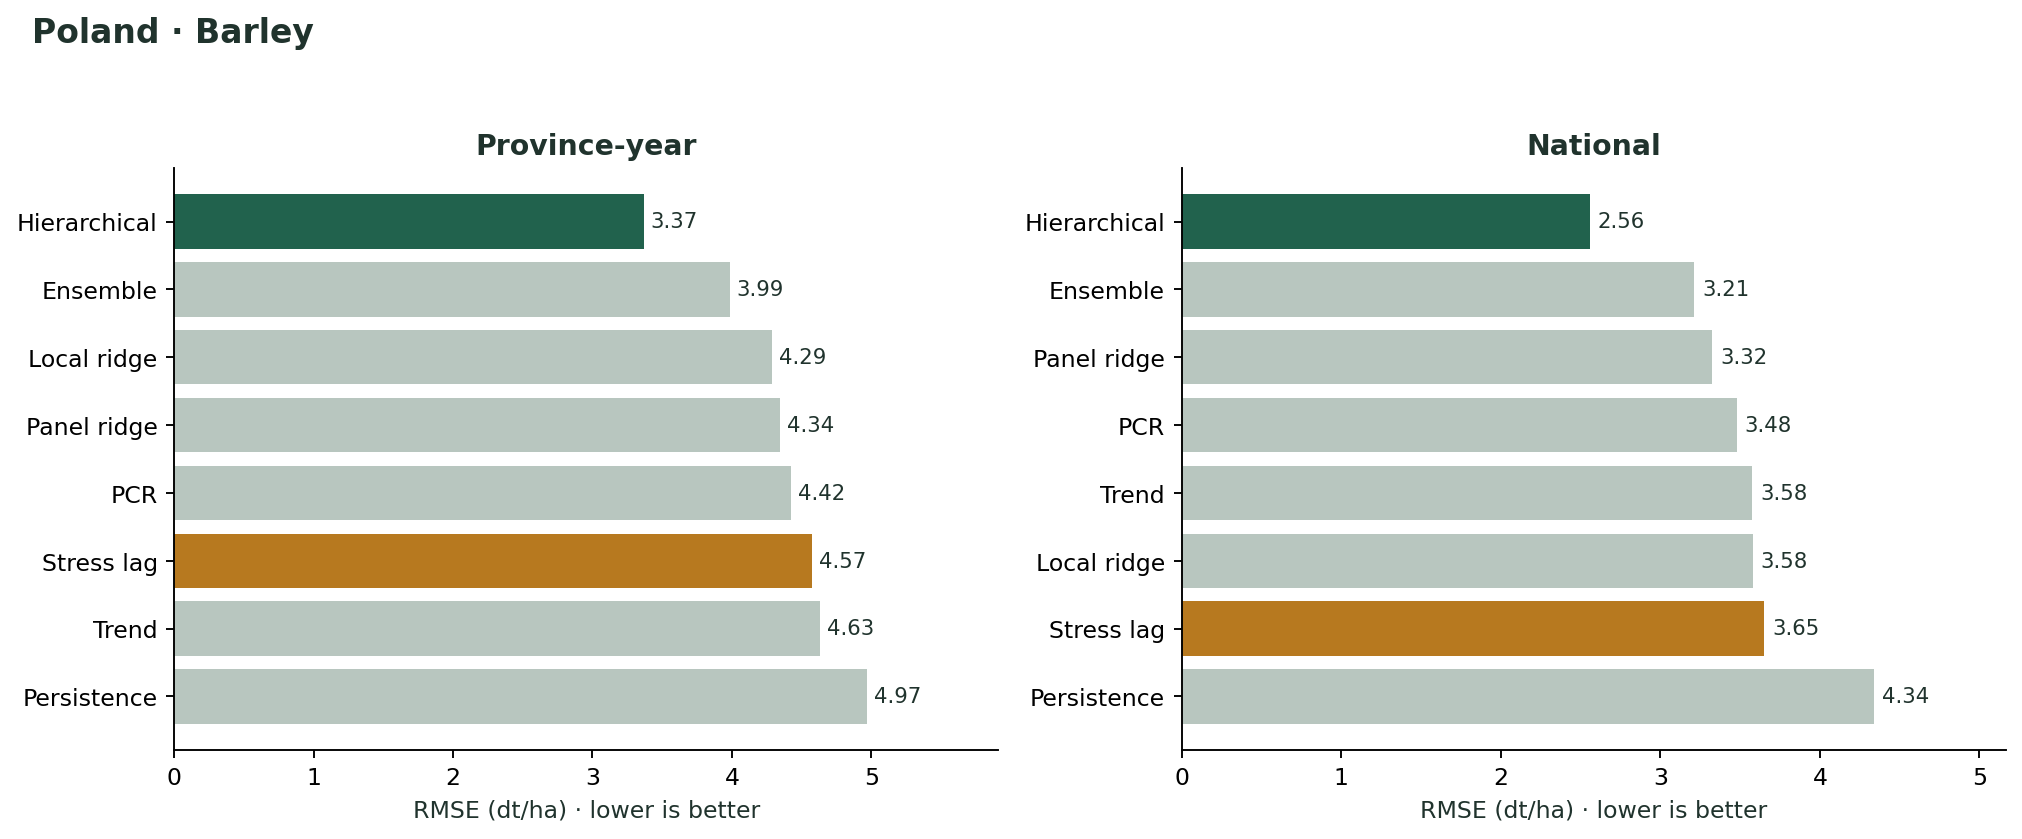 Poland · Barley
Province-year
Hierarchical 3.37
Ensemble 3.99
Local ridge 4.29
Panel ridge 4.34
PCR 4.42
Stress lag 4.57
Trend 4.63
Persistence 4.97
0 1 2 3 4 5
RMSE (dt/ha) · lower is better
National
Hierarchical 2.56
Ensemble 3.21
Panel ridge 3.32
PCR 3.48
Trend 3.58
Local ridge 3.58
Stress lag 3.65
Persistence 4.34
0 1 2 3 4 5
RMSE (dt/ha) · lower is better